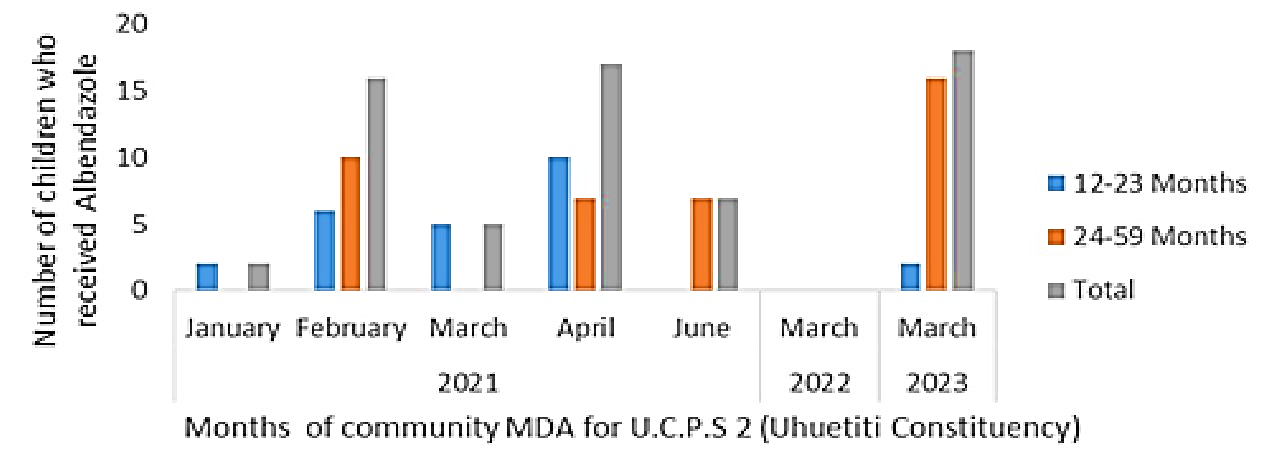 Number of children who
received Albendazole
20
15
10
5
0
January February March April June March March
2021 2022 2023
Months of community MDA for U.C.P.S 2 (Uhuetiti Constituency)
12-23 Months
24-59 Months
Total